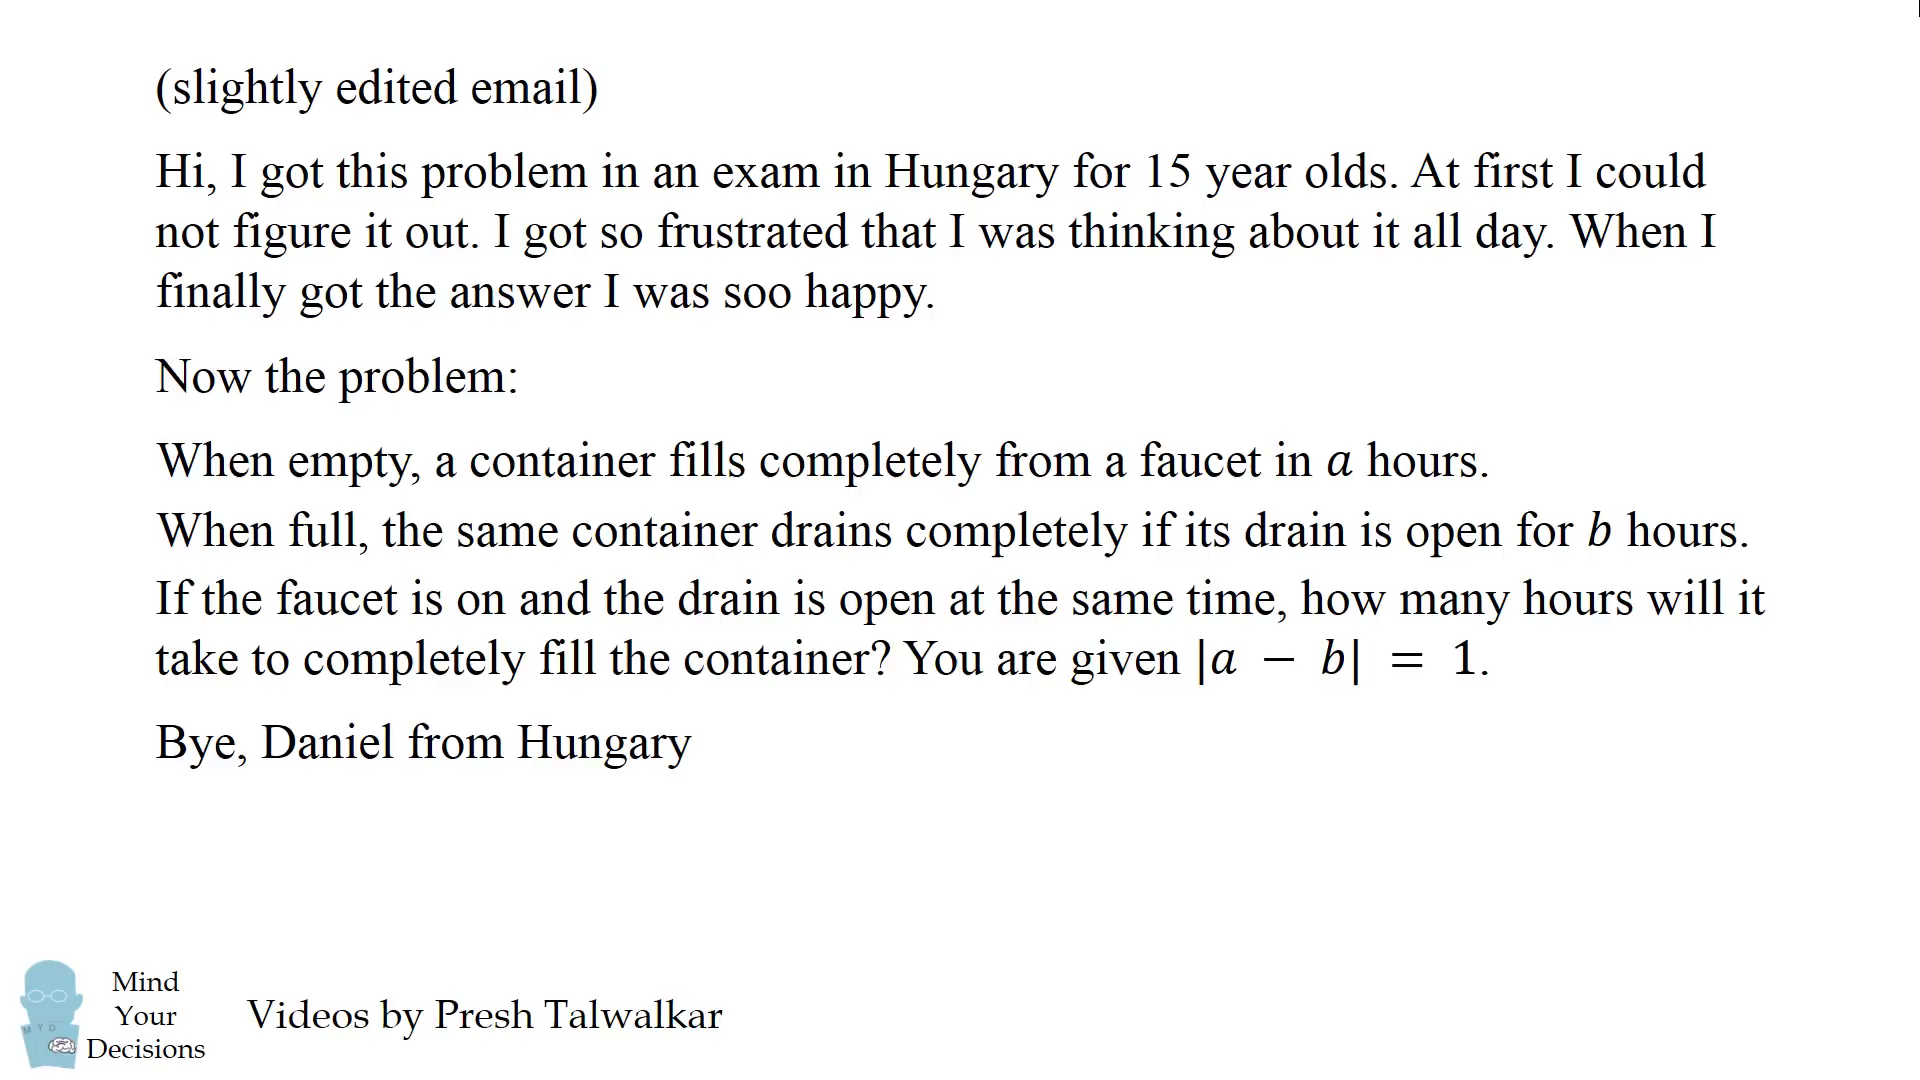 (slightly edited email)
Hi, I got this problem in an exam in Hungary for 15 year olds. At first I could
not figure it out. I got so frustrated that I was thinking about it all day. When I
finally got the answer I was soo happy.
Now the problem:
When empty, a container fills completely from a faucet in a hours.
When full, the same container drains completely if its drain is open for b hours.
If the faucet is on and the drain is open at the same time, how many hours will it
take to completely fill the container? You are given |a − b| = 1.
Bye, Daniel from Hungary
MYD
Mind
Your
Decisions
Videos by Presh Talwalkar